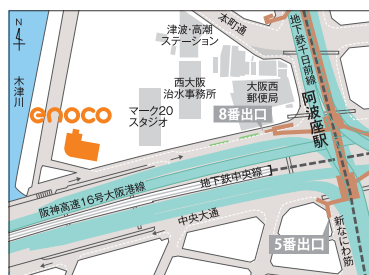 N
木津川
enoco
津波・高潮
ステーション
本町通
地下鉄千日前線
西大阪
治水事務所
マーク20
スタジオ
大阪西
郵便局
8番出口
阿波座駅
地下鉄中央線
阪神高速16号大阪港線
中央大通
5番出口
新なにわ筋